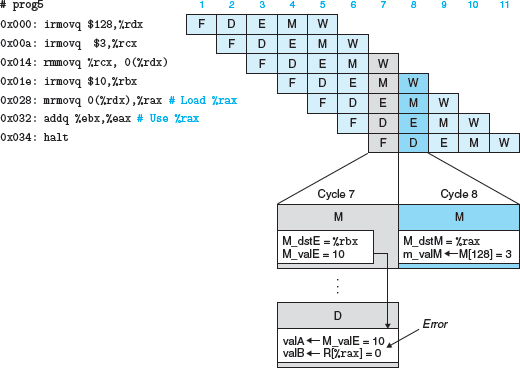 # prog5 1 2 3 4 5 6 7 8 9 10 11
0x000: irmovq $128,%rdx F D E M W
0x00a: irmovq $3,%rcx F D E M W
0x014: rmmovq %rcx, 0(%rdx) F D E M W
0x01e: irmovq $10,%rbx F D E M W
0x028: mrmovq 0(%rdx),%rax # Load %rax F D E M W
0x032: addq %ebx,%eax # Use %rax F D E M W
0x034: halt F D E M W
Cycle 7 Cycle 8
M M
M_dstE = %rbx M_dstM = %rax
M_valE = 10 m_valM ← M[128] = 3
D
Error
valA ← M_valE = 10
valB ← R[%rax] = 0